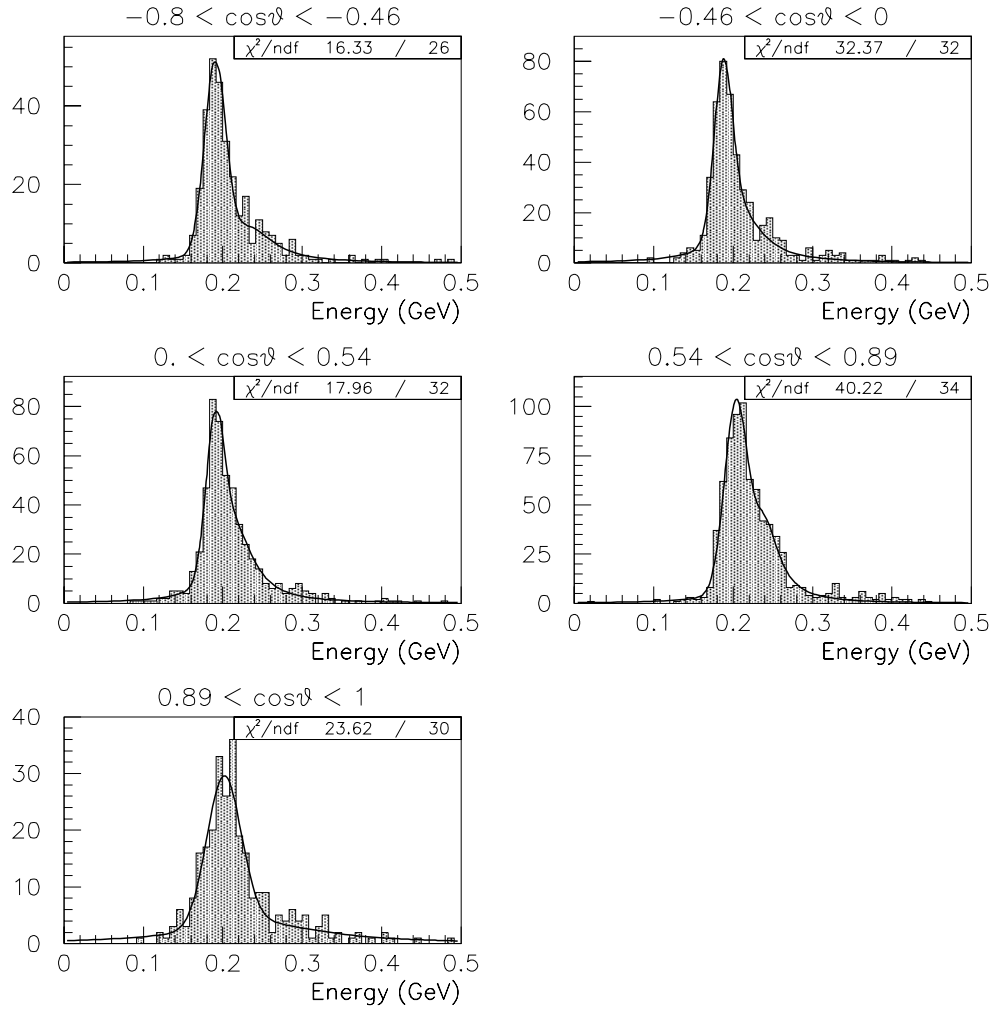 −0.8 < cosϑ < −0.46
χ²/ndf 16.33 / 26
40
20
0
0 0.1 0.2 0.3 0.4 0.5
Energy (GeV)
−0.46 < cosϑ < 0
χ²/ndf 32.37 / 32
80
60
40
20
0
0 0.1 0.2 0.3 0.4 0.5
Energy (GeV)
0. < cosϑ < 0.54
χ²/ndf 17.96 / 32
80
60
40
20
0
0 0.1 0.2 0.3 0.4 0.5
Energy (GeV)
0.54 < cosϑ < 0.89
χ²/ndf 40.22 / 34
100
75
50
25
0
0 0.1 0.2 0.3 0.4 0.5
Energy (GeV)
0.89 < cosϑ < 1
χ²/ndf 23.62 / 30
40
30
20
10
0
0 0.1 0.2 0.3 0.4 0.5
Energy (GeV)